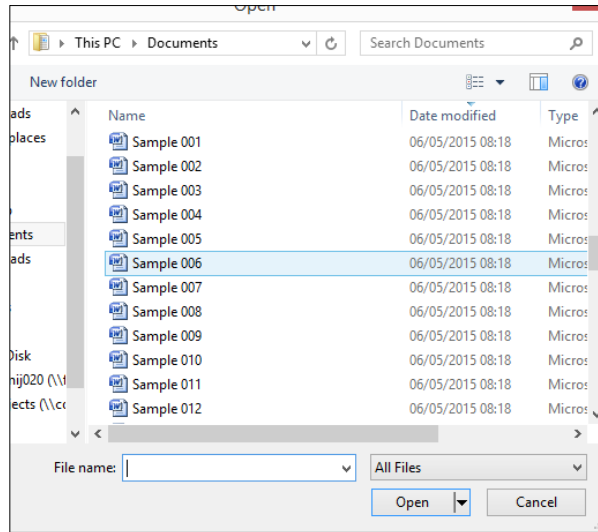 Open
This PC Documents Search Documents
New folder
ads Name Date modified Type
places Sample 001 06/05/2015 08:18 Micros
Sample 002 06/05/2015 08:18 Micros
Sample 003 06/05/2015 08:18 Micros
Sample 004 06/05/2015 08:18 Micros
ents Sample 005 06/05/2015 08:18 Micros
ads Sample 006 06/05/2015 08:18 Micros
Sample 007 06/05/2015 08:18 Micros
Sample 008 06/05/2015 08:18 Micros
Sample 009 06/05/2015 08:18 Micros
Disk Sample 010 06/05/2015 08:18 Micros
nij020 (\\f Sample 011 06/05/2015 08:18 Micros
ects (\\co Sample 012 06/05/2015 08:18 Micros
File name: All Files
Open Cancel